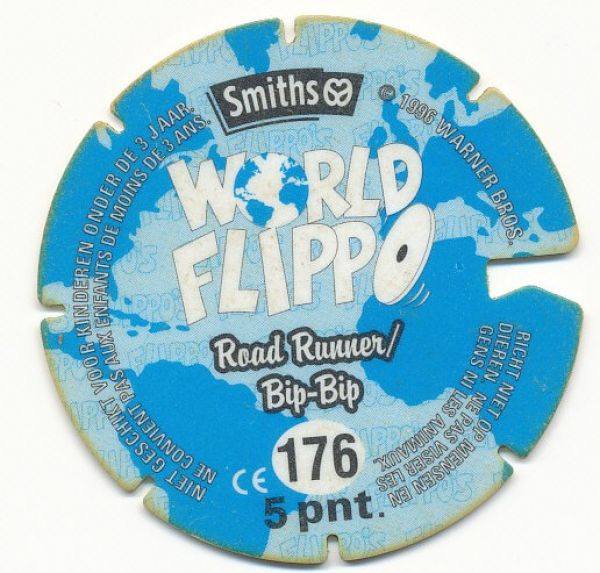 Smiths
© 1996 WARNER BROS.
WORLD
FLIPPO
Road Runner/
Bip-Bip
176
CE
5 pnt.
NIET GESCHIKT VOOR KINDEREN ONDER DE 3 JAAR.
NE CONVIENT PAS AUX ENFANTS DE MOINS DE 3 ANS.
RICHT NIET OP MENSEN EN
DIEREN. NE PAS VISER LES
GENS NI LES ANIMAUX.
FLIPPO'S